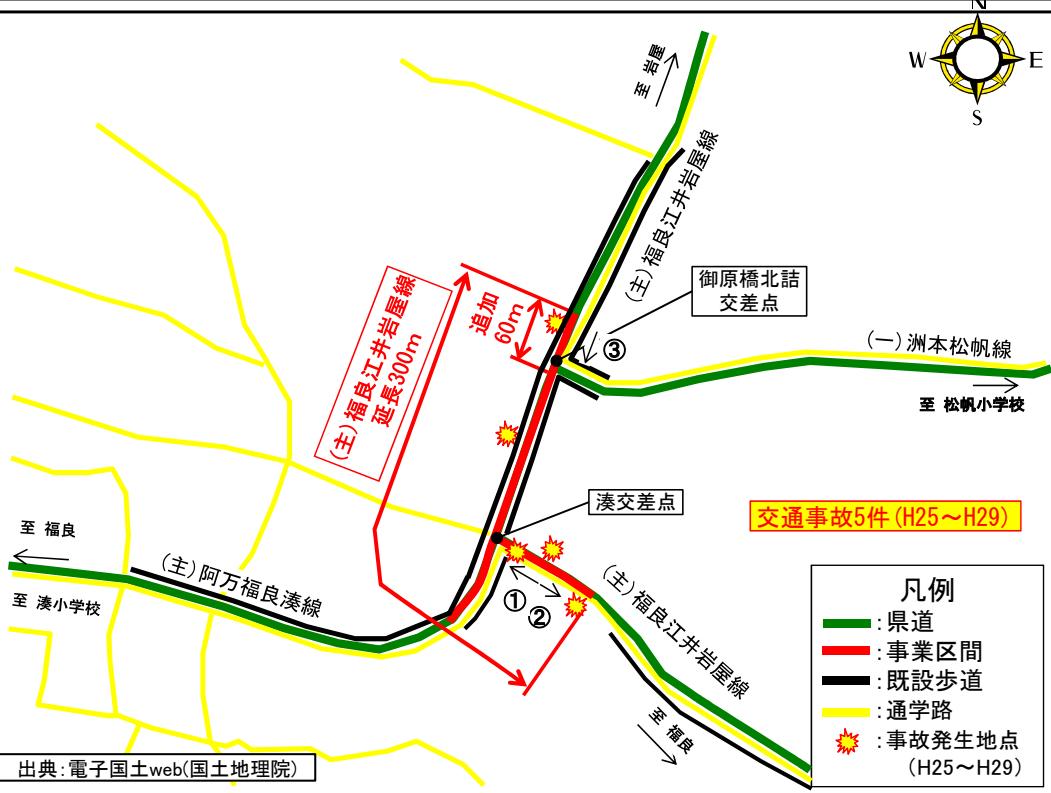 N
W
E
S
至 岩屋
(主)福良江井岩屋線
(主)福良江井岩屋線
延長300m
追加
60m
御原橋北詰
交差点
③
(一)洲本松帆線
至 松帆小学校
湊交差点
交通事故5件(H25～H29)
至 福良
至 湊小学校
(主)阿万福良湊線
①
②
(主)福良江井岩屋線
至 福良
凡例
:県道
:事業区間
:既設歩道
:通学路
:事故発生地点
(H25～H29)
出典:電子国土web(国土地理院)